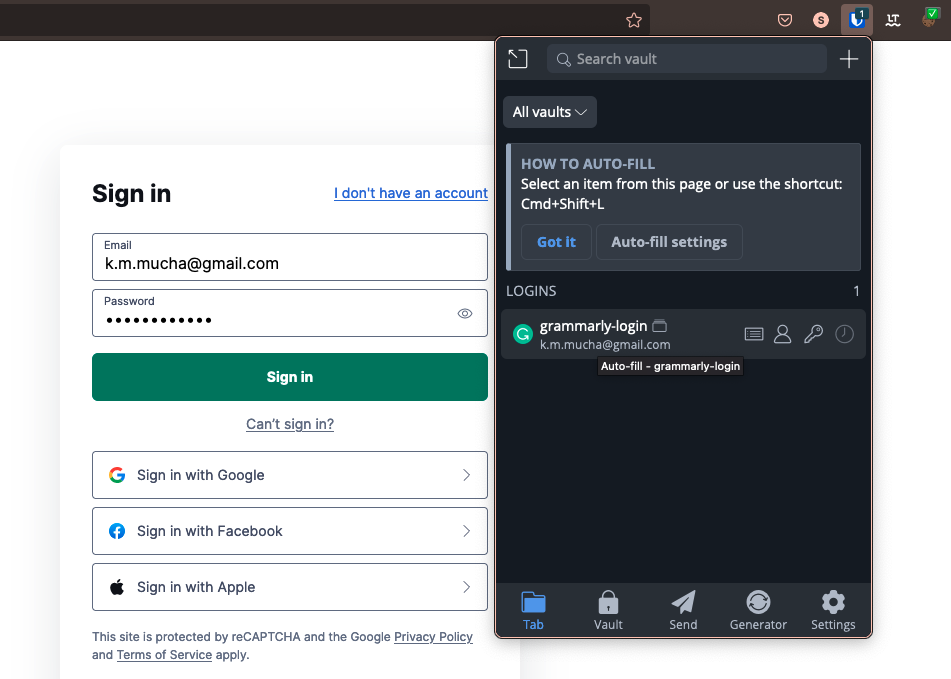 S
1
Search vault
All vaults
HOW TO AUTO-FILL
Select an item from this page or use the shortcut:
Cmd+Shift+L
Got it
Auto-fill settings
LOGINS 1
grammarly-login
k.m.mucha@gmail.com
Auto-fill - grammarly-login
Tab
Vault
Send
Generator
Settings
Sign in
I don't have an account
Email
k.m.mucha@gmail.com
Password
••••••••••••
Sign in
Can’t sign in?
Sign in with Google
Sign in with Facebook
Sign in with Apple
This site is protected by reCAPTCHA and the Google Privacy Policy
and Terms of Service apply.